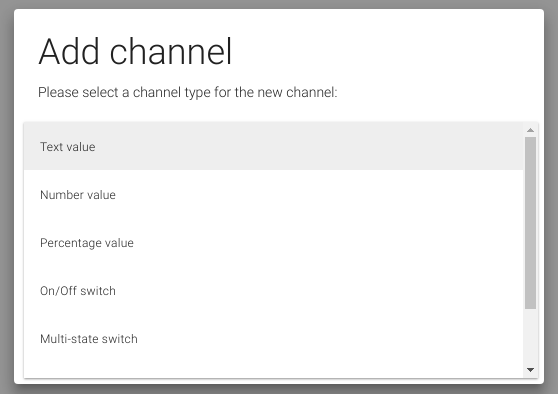 Add channel
Please select a channel type for the new channel:
Text value
Number value
Percentage value
On/Off switch
Multi-state switch